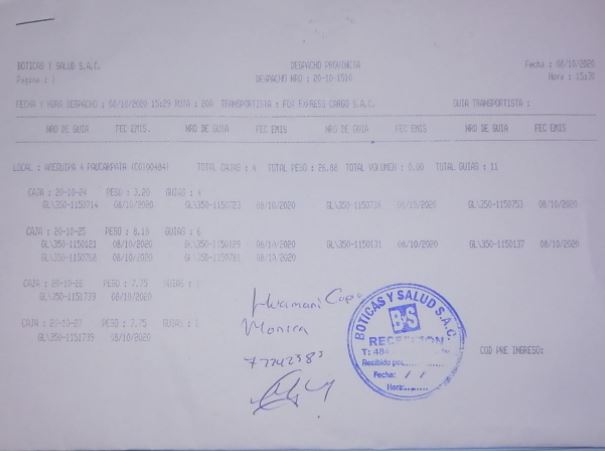 BOTICAS Y SALUD S.A.C. DESPACHO PROVINCIA Fecha : 08/10/2020
Pagina : 1 DESPACHO NRO : 20-10-1510 Hora : 15:30
FECHA Y HORA DESPACHO : 08/10/2020 15:29 RUTA : 20A TRANSPORTISTA : FOX EXPRESS CARGO S.A.C. GUIA TRANSPORTISTA :
NRO DE GUIA FEC EMIS. NRO DE GUIA FEC EMIS NRO DE GUIA FEC EMIS NRO DE GUIA FEC EMIS
LOCAL : AREQUIPA 4 PAUCARPATA (CO100484) TOTAL CAJAS : 4 TOTAL PESO : 26.88 TOTAL VOLUMEN : 0.00 TOTAL GUIAS : 11
CAJA : 20-10-24 PESO : 3.20 GUIAS : 4
GL\350-1150714 08/10/2020 GL\350-1150723 08/10/2020 08/10/2020 GL\350-1150753 08/10/2020
CAJA : 20-10-25 PESO : 8.18 GUIAS : 6
GL\350-1150121 08/10/2020 GL\350-1150129 08/10/2020 GL\350-1150131 08/10/2020 GL\350-1150137 08/10/2020
GL\350-1150768 08/10/2020 GL\350-1150781 08/10/2020
CAJA : 20-10-26 PESO : 7.75 GUIAS :
GL\350-1151739 08/10/2020
CAJA : 20-10-27 PESO : 7.75 GUIAS :
GL\350-1151739 08/10/2020
Huamani
Monica
BOTICAS Y SALUD S.A.C.
B·S
RECEPCION
T: 484
Recibido por
Fecha: / /
Hora:
COD PRE INGRESO: